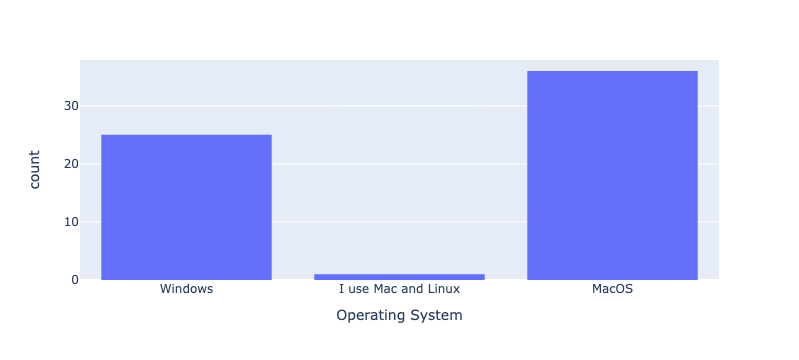 30
20
10
0
count
Windows
I use Mac and Linux
MacOS
Operating System